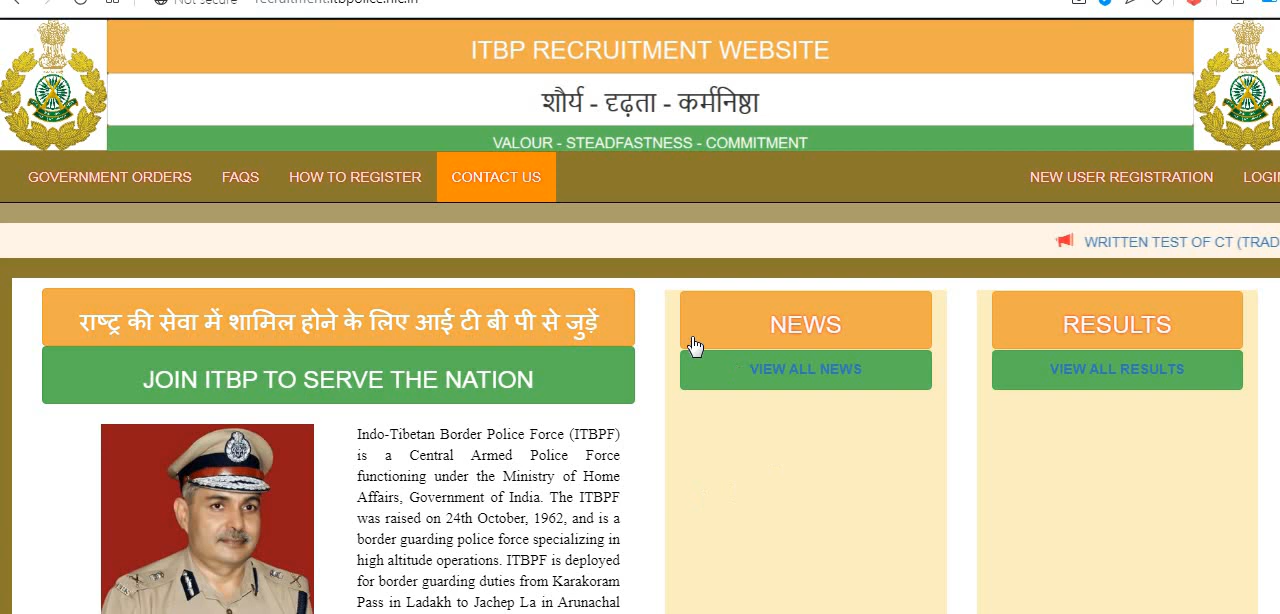 Not secure recruitment.itbpolice.nic.in
ITBP RECRUITMENT WEBSITE
शौर्य - दृढ़ता - कर्मनिष्ठा
VALOUR - STEADFASTNESS - COMMITMENT
GOVERNMENT ORDERS FAQS HOW TO REGISTER CONTACT US NEW USER REGISTRATION LOGIN
WRITTEN TEST OF CT (TRAD
राष्ट्र की सेवा में शामिल होने के लिए आई टी बी पी से जुड़ें
JOIN ITBP TO SERVE THE NATION
Indo-Tibetan Border Police Force (ITBPF)
is a Central Armed Police Force
functioning under the Ministry of Home
Affairs, Government of India. The ITBPF
was raised on 24th October, 1962, and is a
border guarding police force specializing in
high altitude operations. ITBPF is deployed
for border guarding duties from Karakoram
Pass in Ladakh to Jachep La in Arunachal
NEWS
VIEW ALL NEWS
RESULTS
VIEW ALL RESULTS